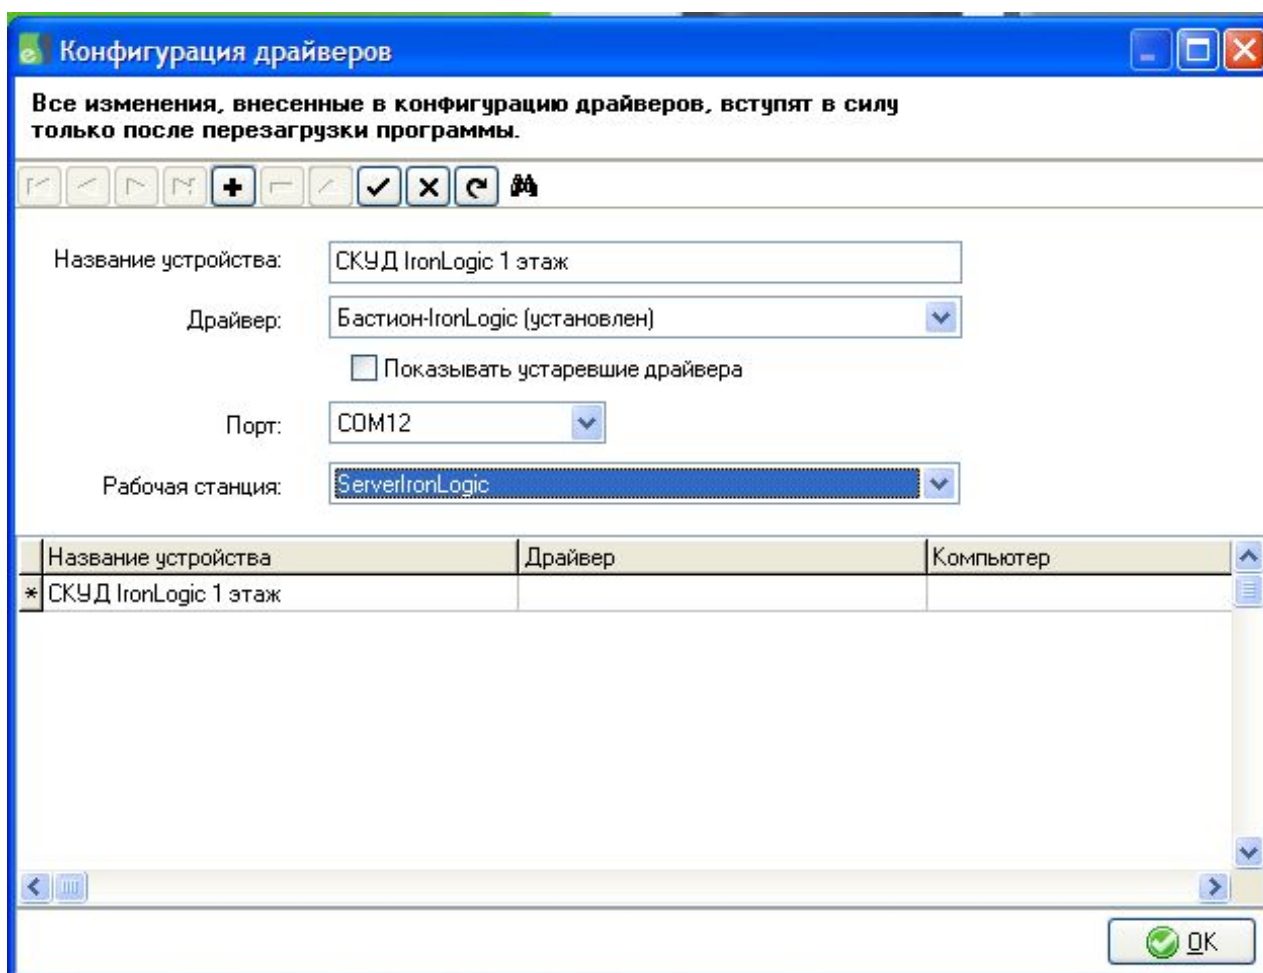 Конфигурация драйверов
Все изменения, внесенные в конфигурацию драйверов, вступят в силу
только после перезагрузки программы.
Название устройства: СКУД IronLogic 1 этаж
Драйвер: Бастион-IronLogic (установлен)
Показывать устаревшие драйвера
Порт: COM12
Рабочая станция: ServerIronLogic
Название устройства Драйвер Компьютер
* СКУД IronLogic 1 этаж
OK